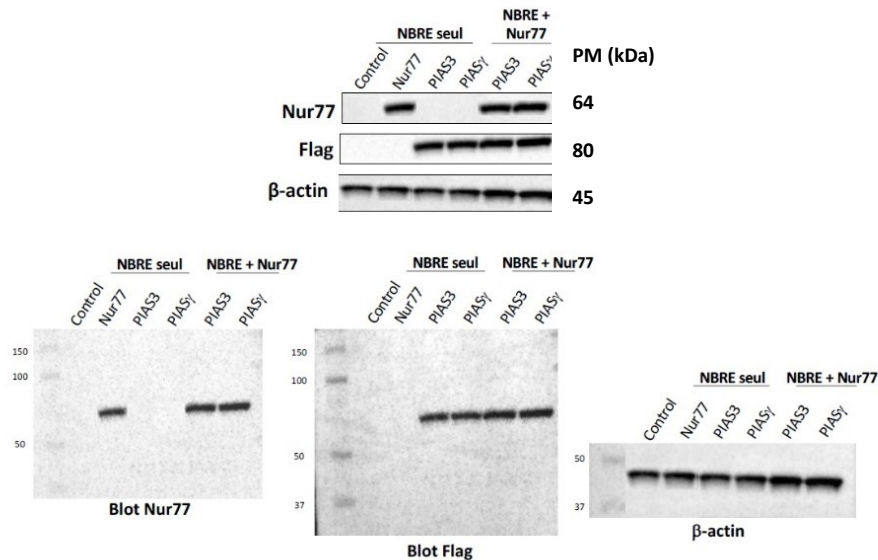 NBRE +
NBRE seul Nur77
PM (kDa)
Control Nur77 PIAS3 PIASγ PIAS3 PIASγ
Nur77 64
Flag 80
β-actin 45
NBRE seul NBRE + Nur77
Control Nur77 PIAS3 PIASγ PIAS3 PIASγ
150
100
50
Blot Nur77
NBRE seul NBRE + Nur77
Control Nur77 PIAS3 PIASγ PIAS3 PIASγ
150
100
50
37
Blot Flag
NBRE seul NBRE + Nur77
Control Nur77 PIAS3 PIASγ PIAS3 PIASγ
50
37
β-actin